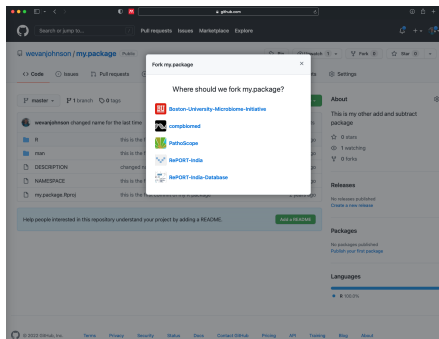 github.com
Search or jump to...
Pull requests Issues Marketplace Explore
wevanjohnson / my.package Public
Fork 0
Star 0
Code Issues Pull requests
Settings
Fork my.package
Where should we fork my.package?
Boston-University-Microbiome-Initiative
compbiomed
PathoScope
RePORT-India
RePORT-India-Database
master
1 branch 0 tags
wevanjohnson changed name for the last time
R this is the
man this is the
DESCRIPTION changed
NAMESPACE this is the
my.package.Rproj
Help people interested in this repository understand your project by adding a README.
Add a README
About
This is my other add and subtract
package
0 stars
1 watching
0 forks
Releases
No releases published
Create a new release
Packages
No packages published
Publish your first package
Languages
R 100.0%
© 2022 GitHub, Inc. Terms Privacy Security Status Docs Contact GitHub Pricing API Training Blog About